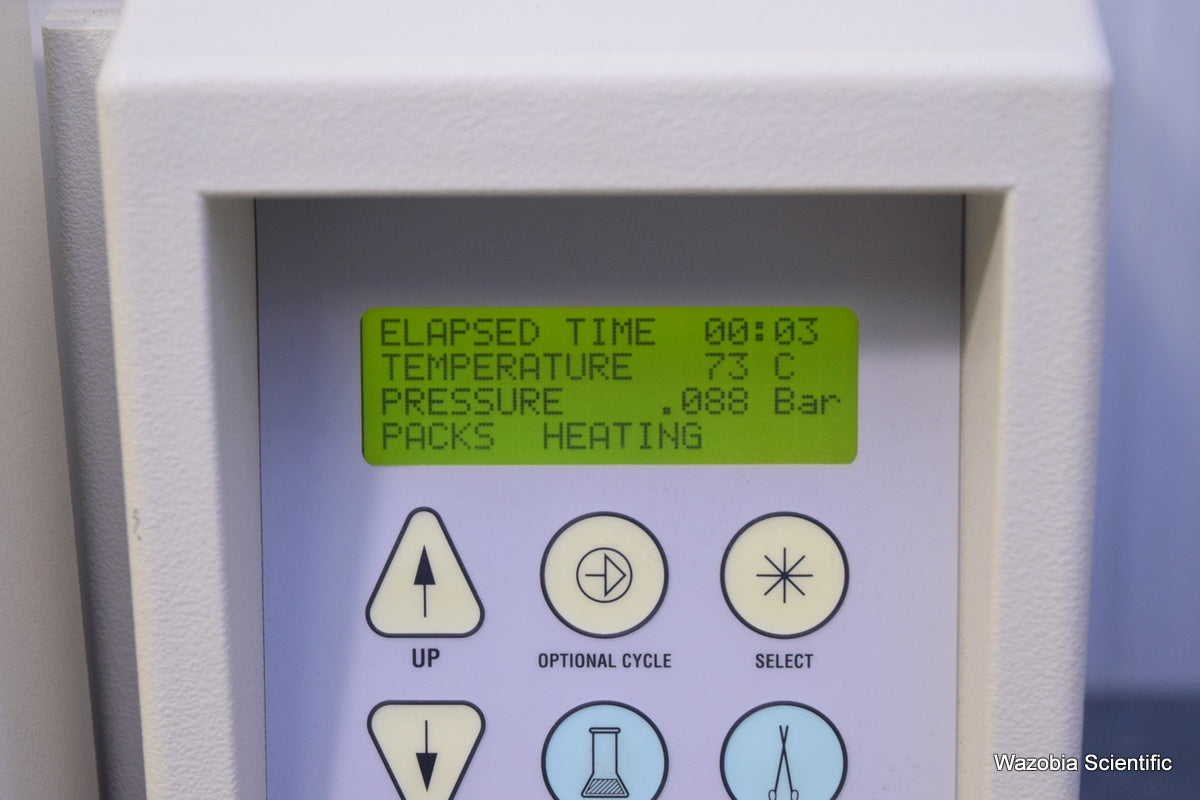 ELAPSED TIME 00:03
TEMPERATURE 73 C
PRESSURE .088 Bar
PACKS HEATING
UP
OPTIONAL CYCLE
SELECT
Wazobia Scientific